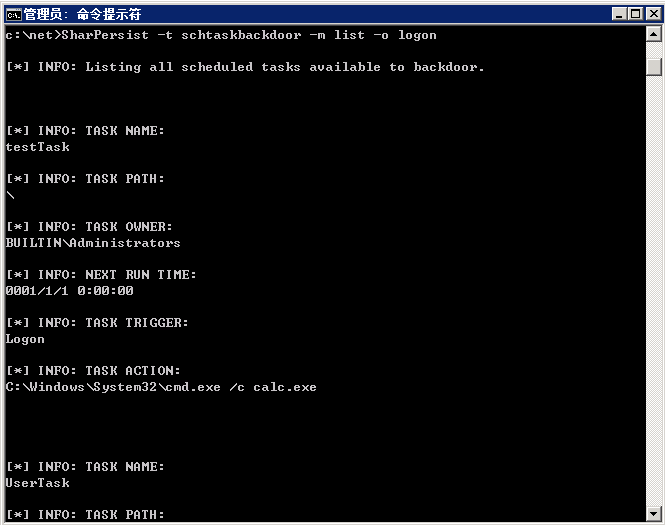 管理员: 命令提示符
c:\net>SharPersist -t schtaskbackdoor -m list -o logon
[*] INFO: Listing all scheduled tasks available to backdoor.
[*] INFO: TASK NAME:
testTask
[*] INFO: TASK PATH:
\
[*] INFO: TASK OWNER:
BUILTIN\Administrators
[*] INFO: NEXT RUN TIME:
0001/1/1 0:00:00
[*] INFO: TASK TRIGGER:
Logon
[*] INFO: TASK ACTION:
C:\Windows\System32\cmd.exe /c calc.exe
[*] INFO: TASK NAME:
UserTask
[*] INFO: TASK PATH: